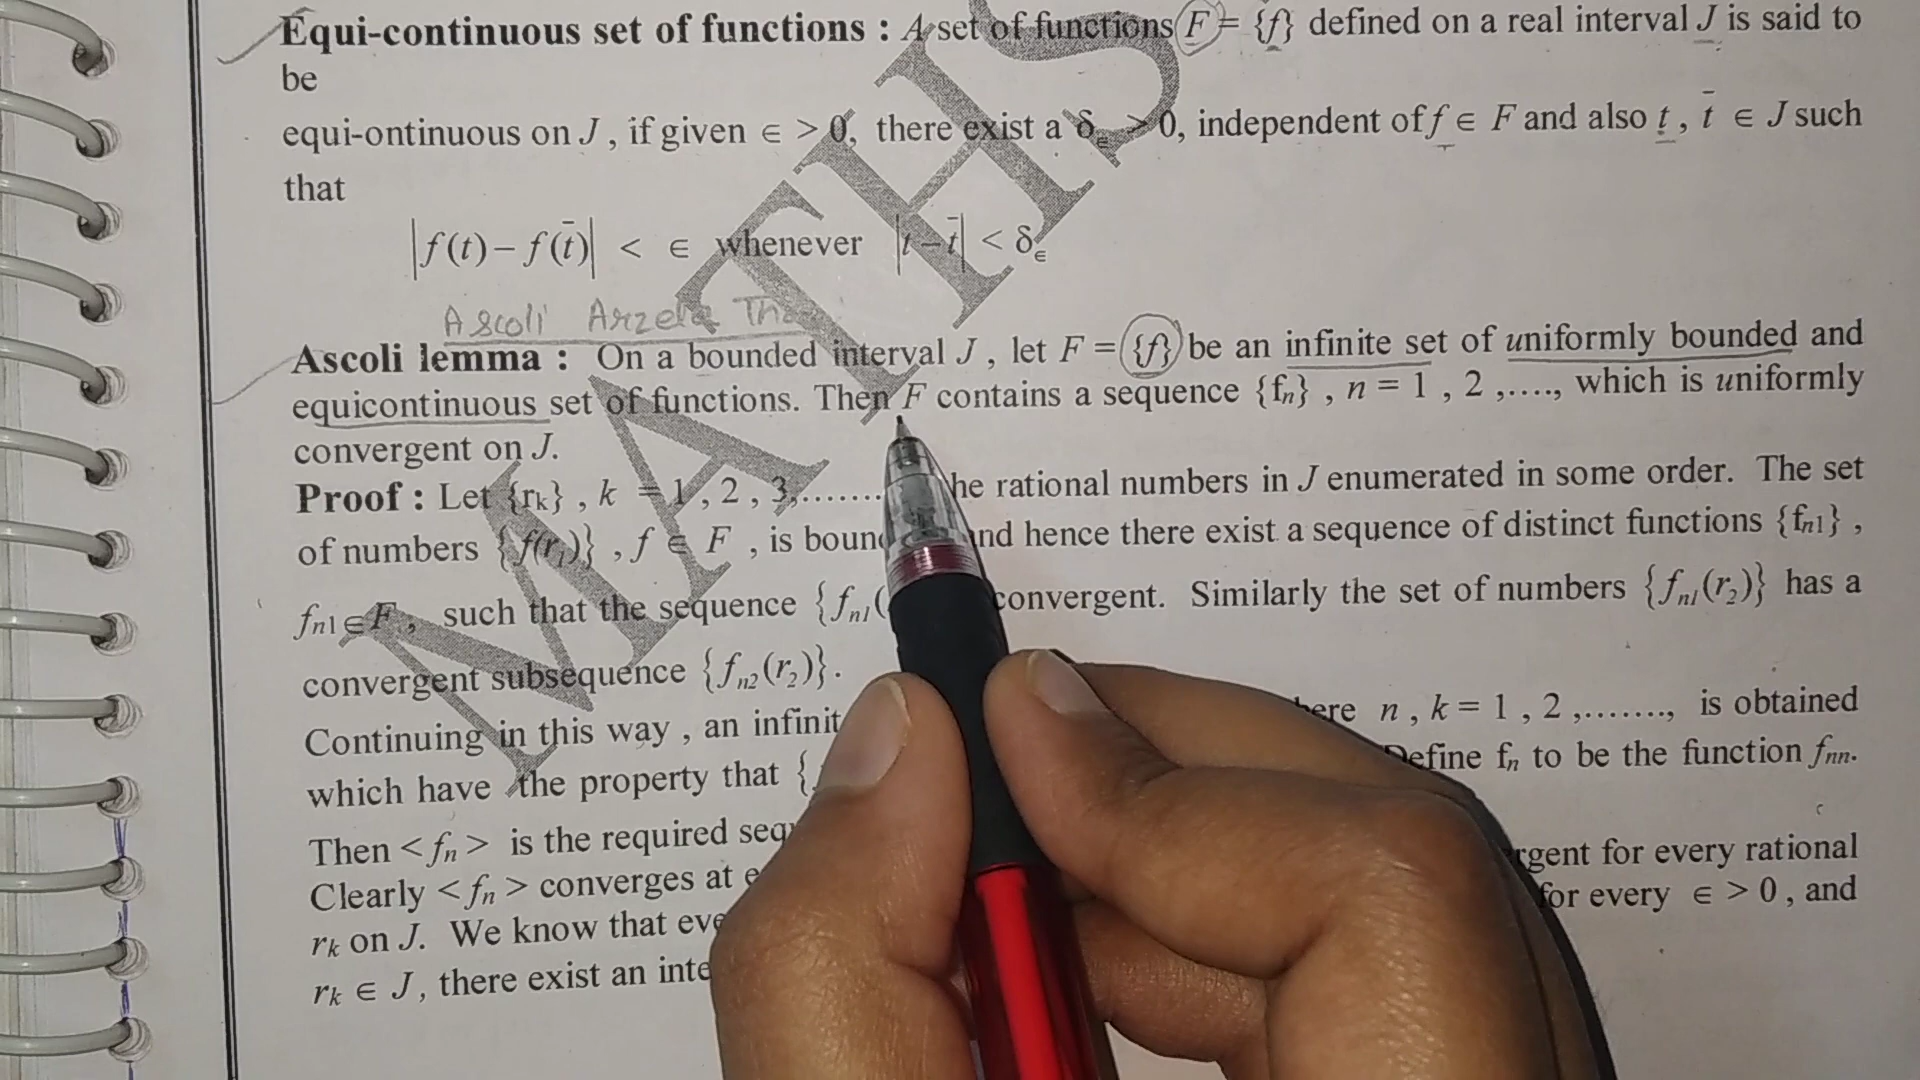 Equi-continuous set of functions : A set of functions F = {f} defined on a real interval J is said to
be
equi-ontinuous on J , if given ∈ > 0, there exist a δ∈ > 0, independent of f ∈ F and also t , t̄ ∈ J such
that
|f(t) – f(t̄)| < ∈ whenever |t – t̄| < δ∈
Ascoli Arzela
Ascoli lemma : On a bounded interval J , let F = {f} be an infinite set of uniformly bounded and
equicontinuous set of functions. Then F contains a sequence {fn} , n = 1 , 2 ,...., which is uniformly
convergent on J.
Proof : Let {rk} , k = 1 , 2 , 3,....... he rational numbers in J enumerated in some order. The set
of numbers {f(r1)} , f ∈ F , is boun nd hence there exist a sequence of distinct functions {fn1} ,
fn1∈F , such that the sequence {fn1( convergent. Similarly the set of numbers {fn1(r2)} has a
convergent subsequence {fn2(r2)}.
Continuing in this way , an infinit ere n , k = 1 , 2 ,......., is obtained
which have the property that { Define fn to be the function fnn.
Then < fn > is the required seq
Clearly < fn > converges at e rgent for every rational
rk on J. We know that eve for every ∈ > 0 , and
rk ∈ J , there exist an inte
MATHS